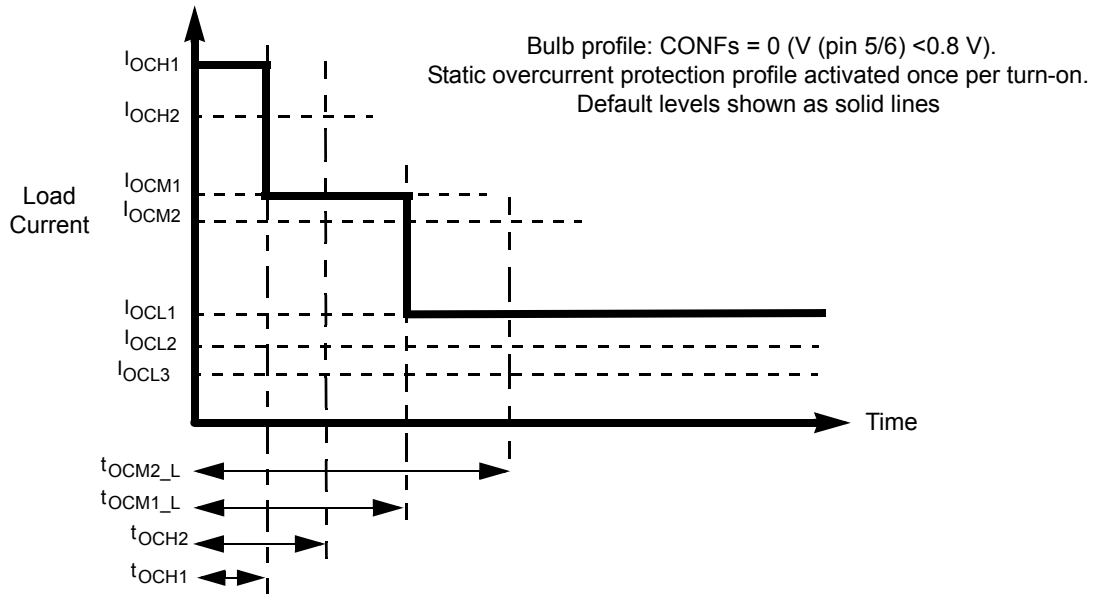 Bulb profile: CONFs = 0 (V (pin 5/6) <0.8 V).
Static overcurrent protection profile activated once per turn-on.
Default levels shown as solid lines
IOCH1
IOCH2
IOCM1
IOCM2
Load
Current
IOCL1
IOCL2
IOCL3
Time
tOCM2_L
tOCM1_L
tOCH2
tOCH1